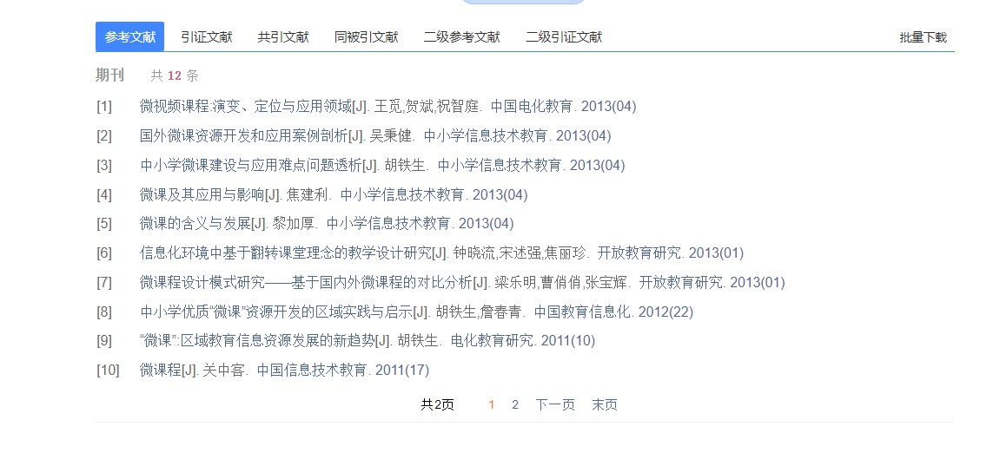 参考文献 引证文献 共引文献 同被引文献 二级参考文献 二级引证文献 批量下载
期刊 共 12 条
[1] 微视频课程:演变、定位与应用领域[J]. 王觅,贺斌,祝智庭. 中国电化教育. 2013(04)
[2] 国外微课资源开发和应用案例剖析[J]. 吴秉健. 中小学信息技术教育. 2013(04)
[3] 中小学微课建设与应用难点问题透析[J]. 胡铁生. 中小学信息技术教育. 2013(04)
[4] 微课及其应用与影响[J]. 焦建利. 中小学信息技术教育. 2013(04)
[5] 微课的含义与发展[J]. 黎加厚. 中小学信息技术教育. 2013(04)
[6] 信息化环境中基于翻转课堂理念的教学设计研究[J]. 钟晓流,宋述强,焦丽珍. 开放教育研究. 2013(01)
[7] 微课程设计模式研究——基于国内外微课程的对比分析[J]. 梁乐明,曹俏俏,张宝辉. 开放教育研究. 2013(01)
[8] 中小学优质“微课”资源开发的区域实践与启示[J]. 胡铁生,詹春青. 中国教育信息化. 2012(22)
[9] “微课”:区域教育信息资源发展的新趋势[J]. 胡铁生. 电化教育研究. 2011(10)
[10] 微课程[J]. 关中客. 中国信息技术教育. 2011(17)
共2页 1 2 下一页 末页